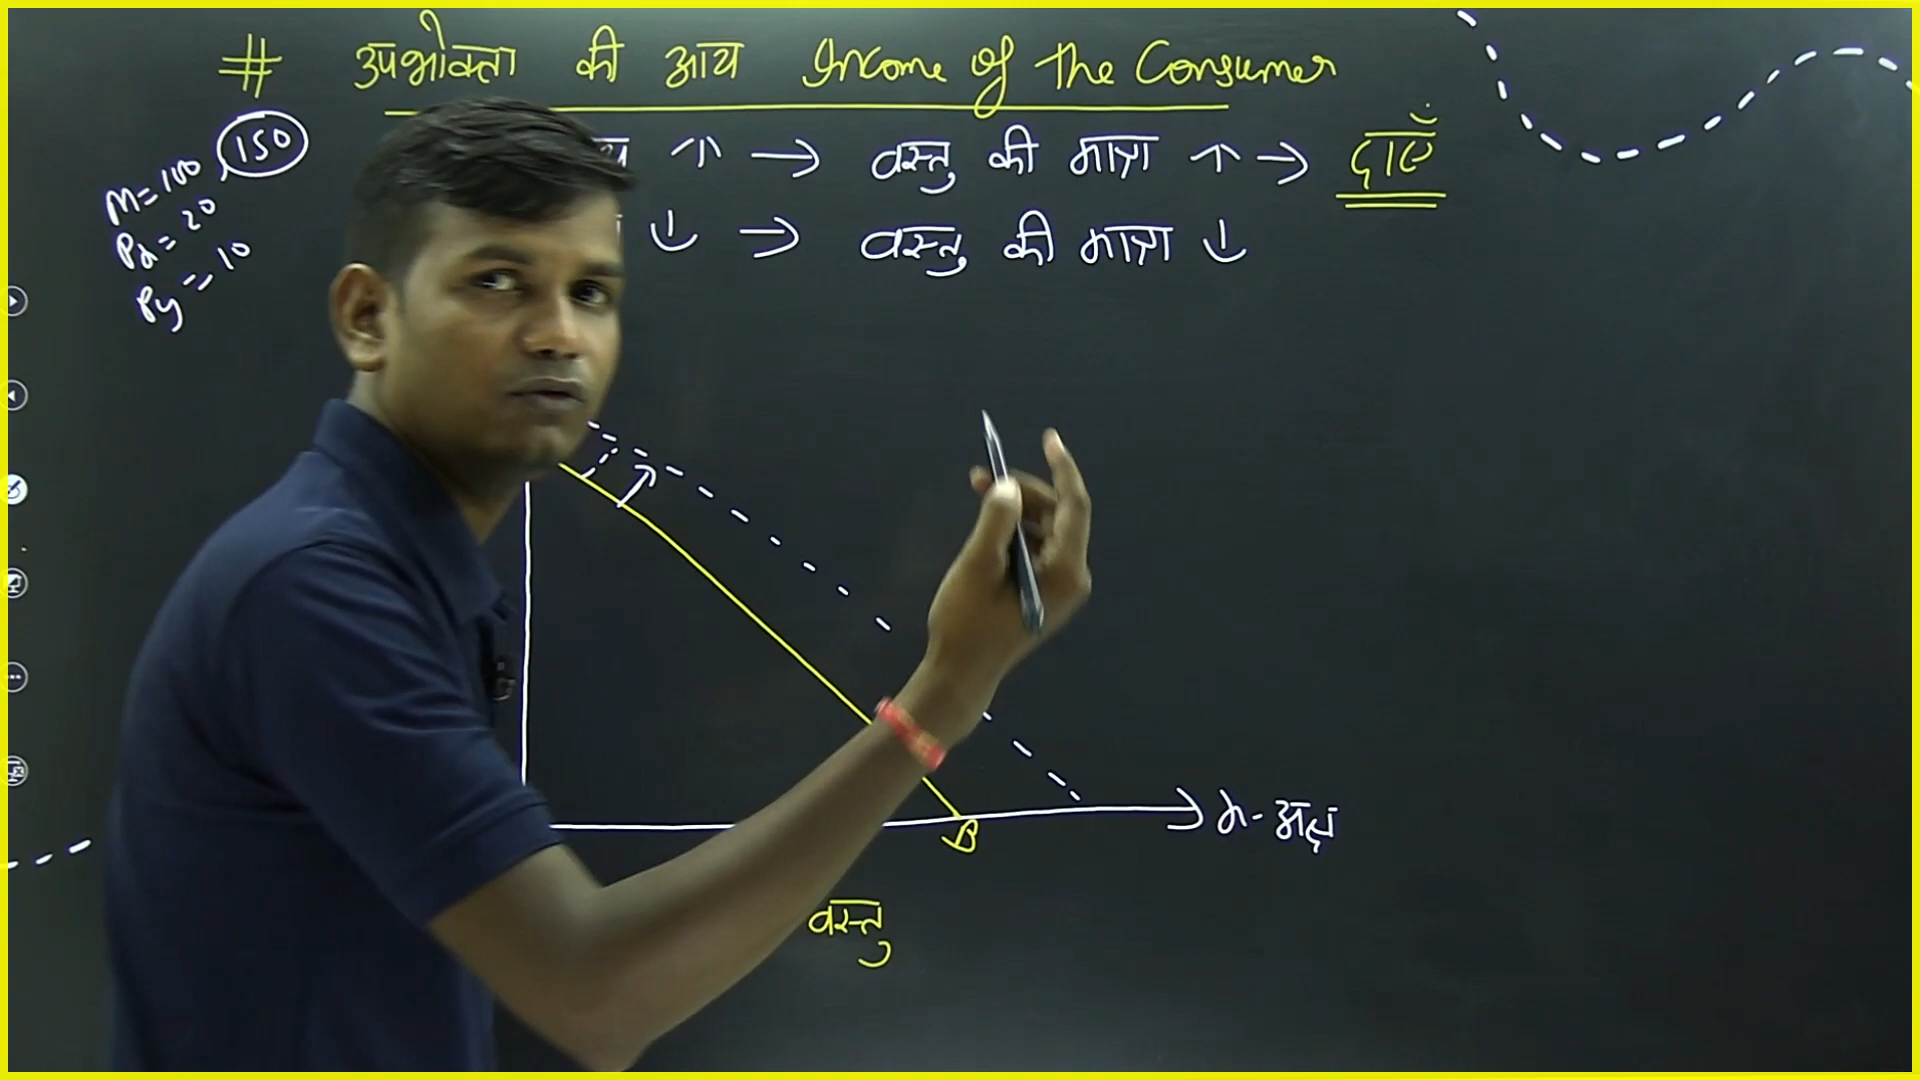 # उपभोक्ता की आय Income of the Consumer
M = 100, 150
Px = 20
Py = 10
य ↑ → वस्तु की मात्रा ↑ → दाएं
↓ → वस्तु की मात्रा ↓
B
x - अक्ष
वस्तु